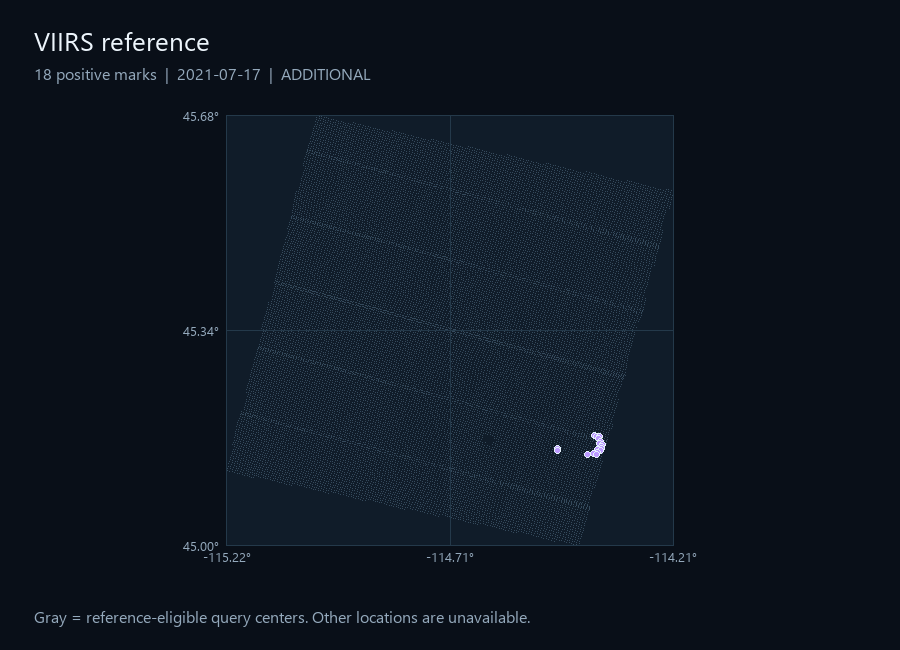 VIIRS reference
18 positive marks | 2021-07-17 | ADDITIONAL
45.68°
45.34°
45.00°
-115.22° -114.71° -114.21°
Gray = reference-eligible query centers. Other locations are unavailable.